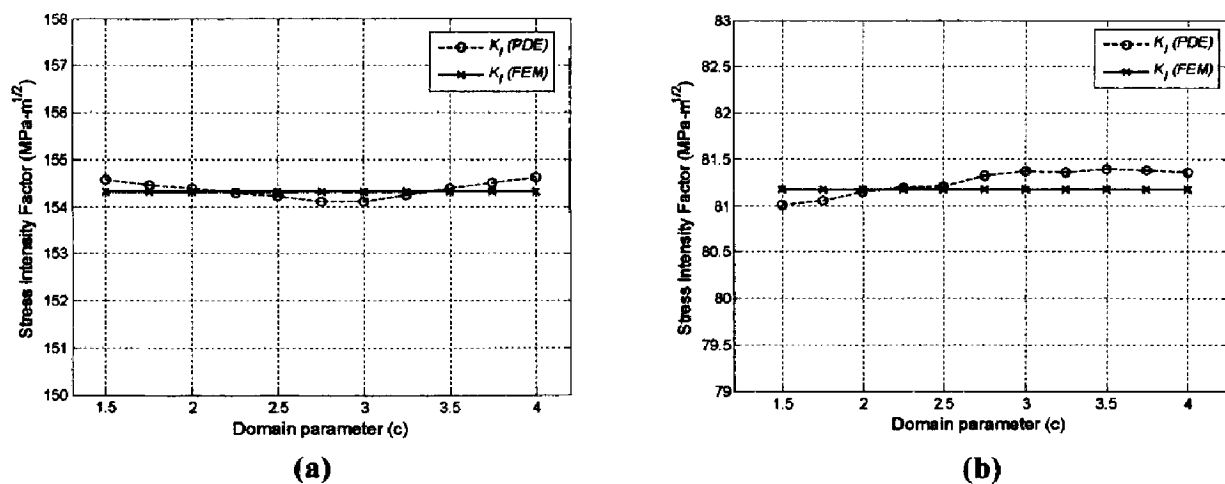 158
157
156
155
154
153
152
151
150
1.5 2 2.5 3 3.5 4
Stress Intensity Factor (MPa-m^1/2)
Domain parameter (c)
K_I (PDE)
K_I (FEM)
(a)
83
82.5
82
81.5
81
80.5
80
79.5
79
1.5 2 2.5 3 3.5 4
Stress Intensity Factor (MPa-m^1/2)
Domain parameter (c)
K_I (PDE)
K_I (FEM)
(b)